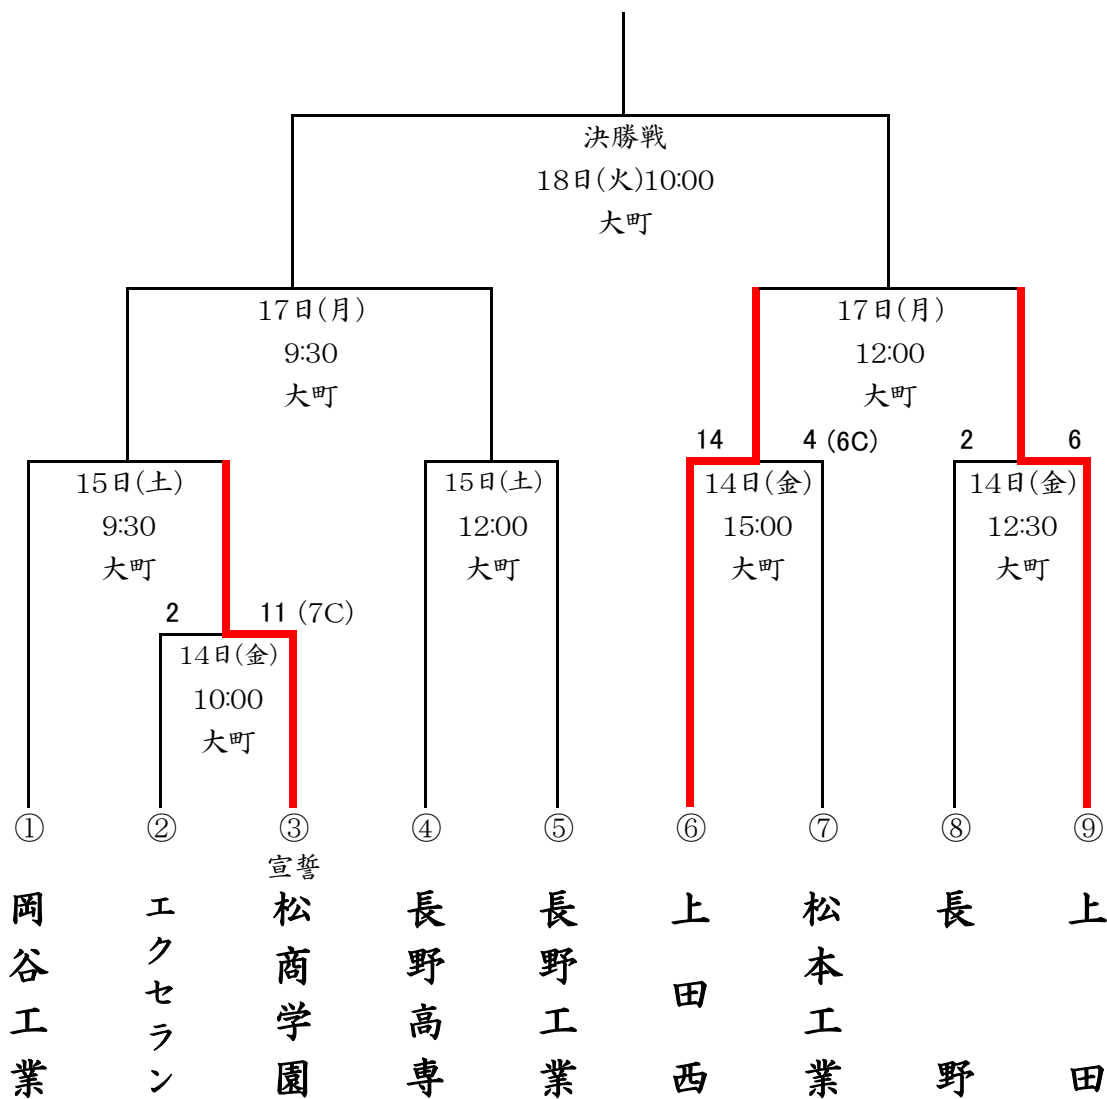 決勝戦
18日(火)10:00
大町
17日(月)
9:30
大町
17日(月)
12:00
大町
14
4 (6C)
2
6
15日(土)
9:30
大町
15日(土)
12:00
大町
14日(金)
15:00
大町
14日(金)
12:30
大町
2
11 (7C)
14日(金)
10:00
大町
①
②
③
④
⑤
⑥
⑦
⑧
⑨
宣誓
岡谷工業
エクセラン
松商学園
長野高専
長野工業
上田西
松本工業
長野
上田